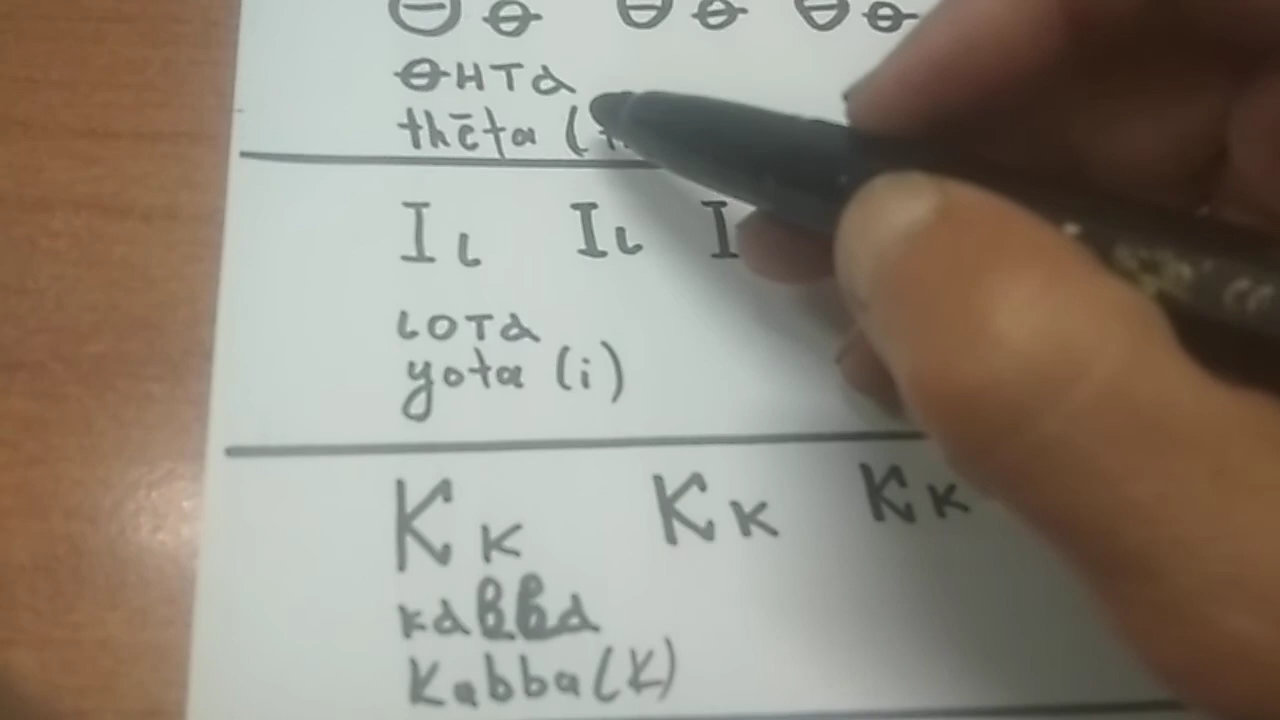 Θ θ Θ θ Θ θ
θΗΤα
thēta (
Ι ι Ι ι Ι
ιοτα
yota (i)
Κ κ Κ κ Κ κ
καββα
Kabba (K)